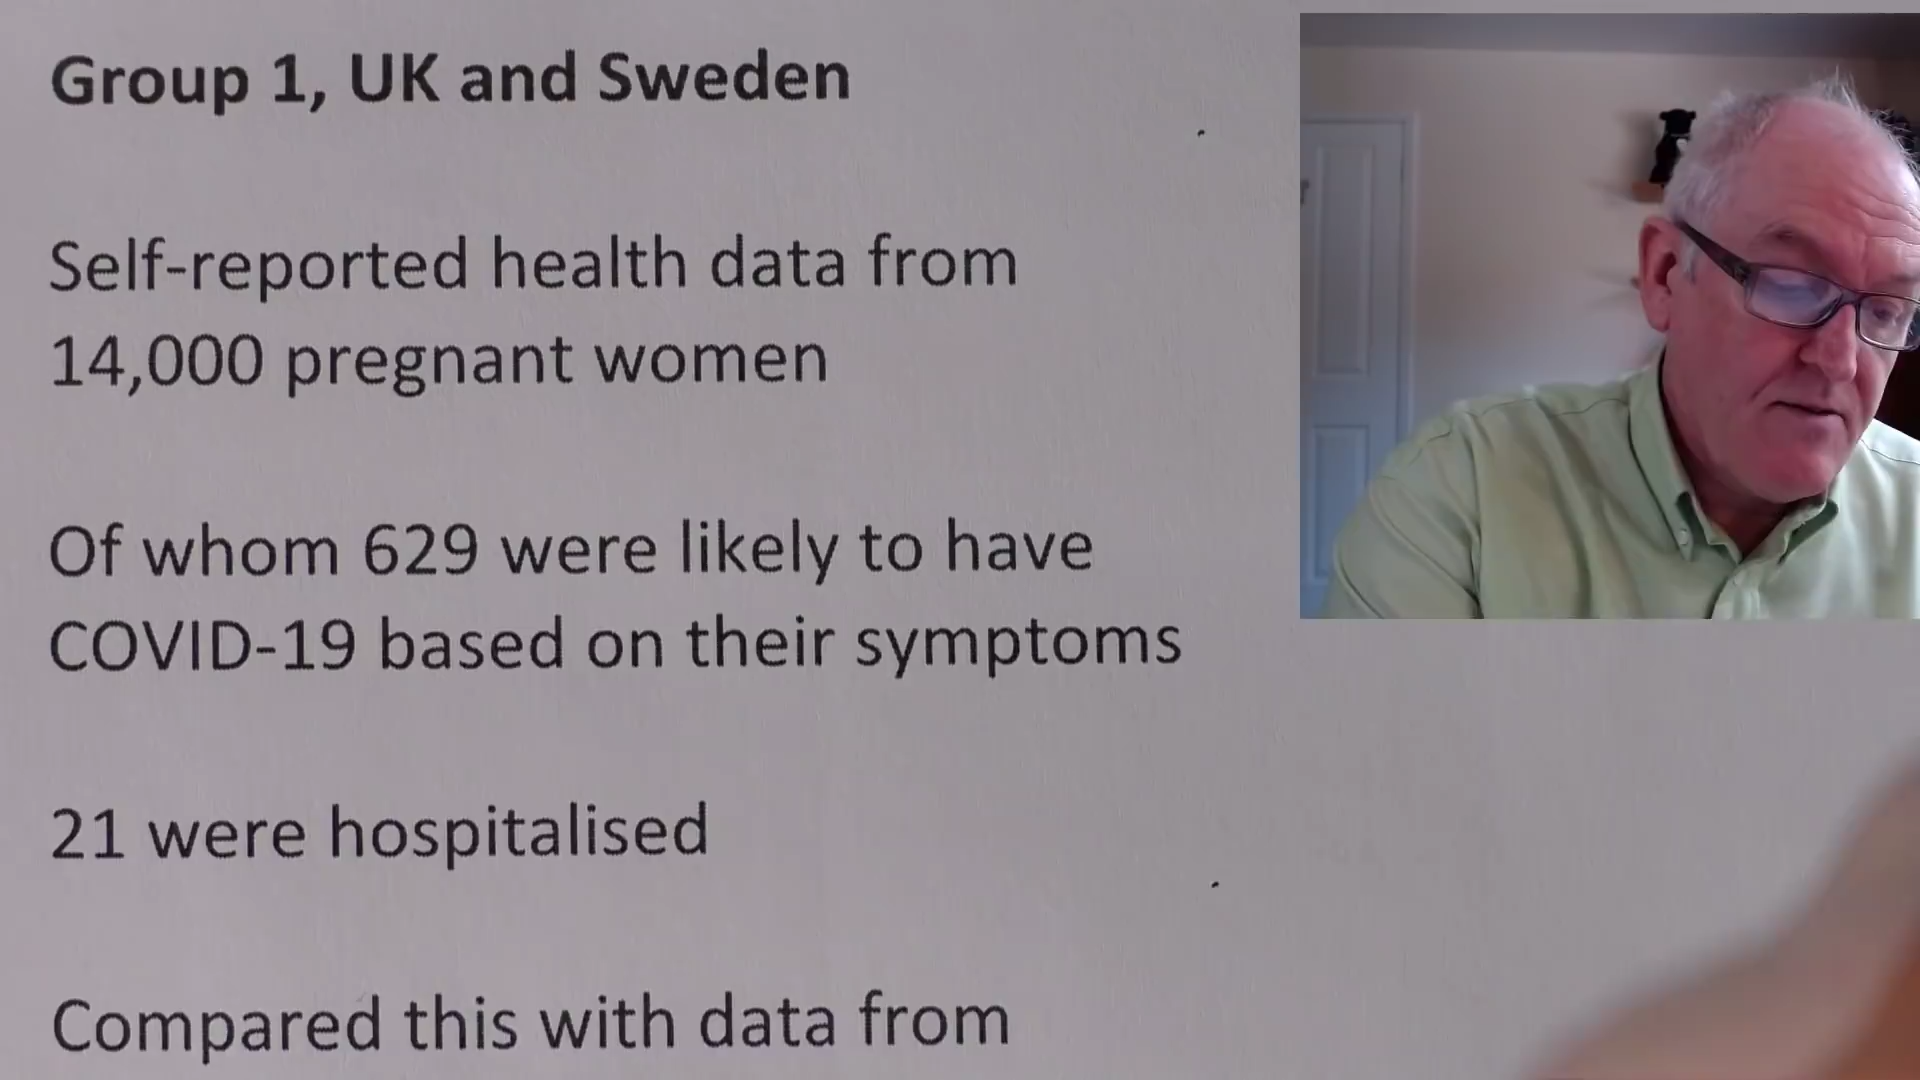 Group 1, UK and Sweden
Self-reported health data from
14,000 pregnant women
Of whom 629 were likely to have
COVID-19 based on their symptoms
21 were hospitalised
Compared this with data from